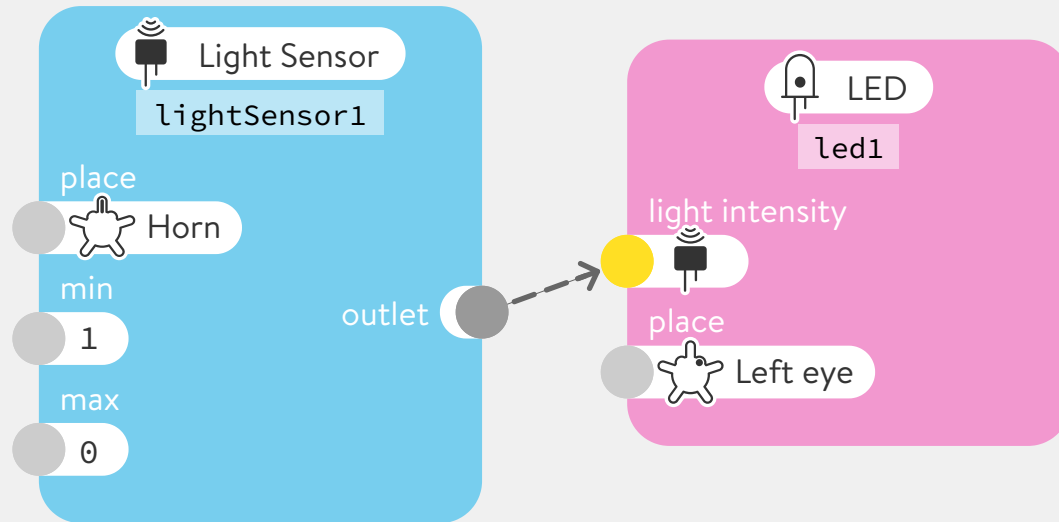 Light Sensor
lightSensor1
place
Horn
min
1
max
0
outlet
LED
led1
light intensity
place
Left eye